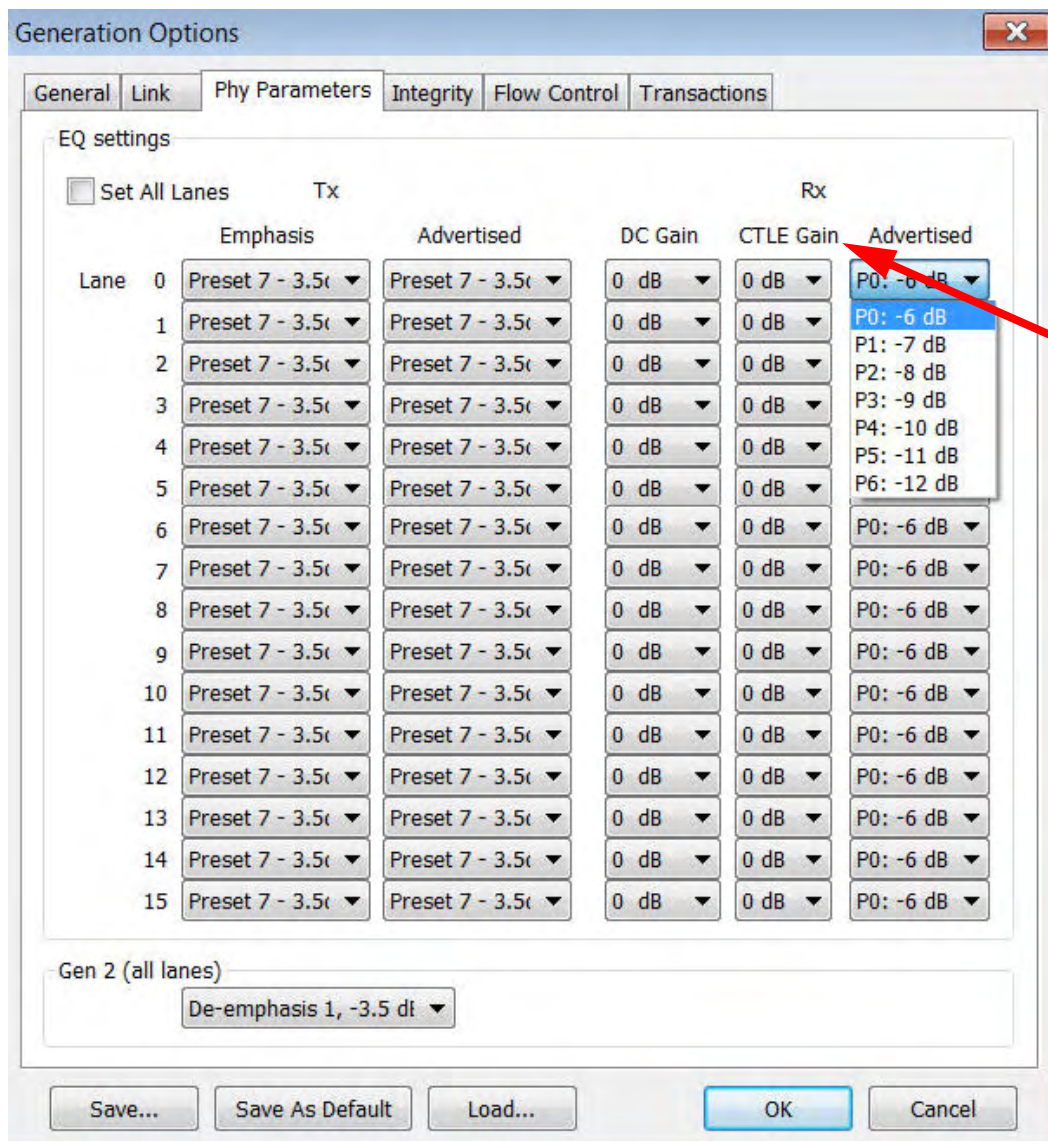 Generation Options
General Link Phy Parameters Integrity Flow Control Transactions
EQ settings
Set All Lanes Tx Rx
Emphasis Advertised DC Gain CTLE Gain Advertised
Lane 0 Preset 7 - 3.5 Preset 7 - 3.5 0 dB 0 dB P0: -6 dB
1 Preset 7 - 3.5 Preset 7 - 3.5 0 dB 0 dB P0: -6 dB
P1: -7 dB
2 Preset 7 - 3.5 Preset 7 - 3.5 0 dB 0 dB P2: -8 dB
3 Preset 7 - 3.5 Preset 7 - 3.5 0 dB 0 dB P3: -9 dB
4 Preset 7 - 3.5 Preset 7 - 3.5 0 dB 0 dB P4: -10 dB
P5: -11 dB
5 Preset 7 - 3.5 Preset 7 - 3.5 0 dB 0 dB P6: -12 dB
6 Preset 7 - 3.5 Preset 7 - 3.5 0 dB 0 dB P0: -6 dB
7 Preset 7 - 3.5 Preset 7 - 3.5 0 dB 0 dB P0: -6 dB
8 Preset 7 - 3.5 Preset 7 - 3.5 0 dB 0 dB P0: -6 dB
9 Preset 7 - 3.5 Preset 7 - 3.5 0 dB 0 dB P0: -6 dB
10 Preset 7 - 3.5 Preset 7 - 3.5 0 dB 0 dB P0: -6 dB
11 Preset 7 - 3.5 Preset 7 - 3.5 0 dB 0 dB P0: -6 dB
12 Preset 7 - 3.5 Preset 7 - 3.5 0 dB 0 dB P0: -6 dB
13 Preset 7 - 3.5 Preset 7 - 3.5 0 dB 0 dB P0: -6 dB
14 Preset 7 - 3.5 Preset 7 - 3.5 0 dB 0 dB P0: -6 dB
15 Preset 7 - 3.5 Preset 7 - 3.5 0 dB 0 dB P0: -6 dB
Gen 2 (all lanes)
De-emphasis 1, -3.5 d
Save... Save As Default Load... OK Cancel